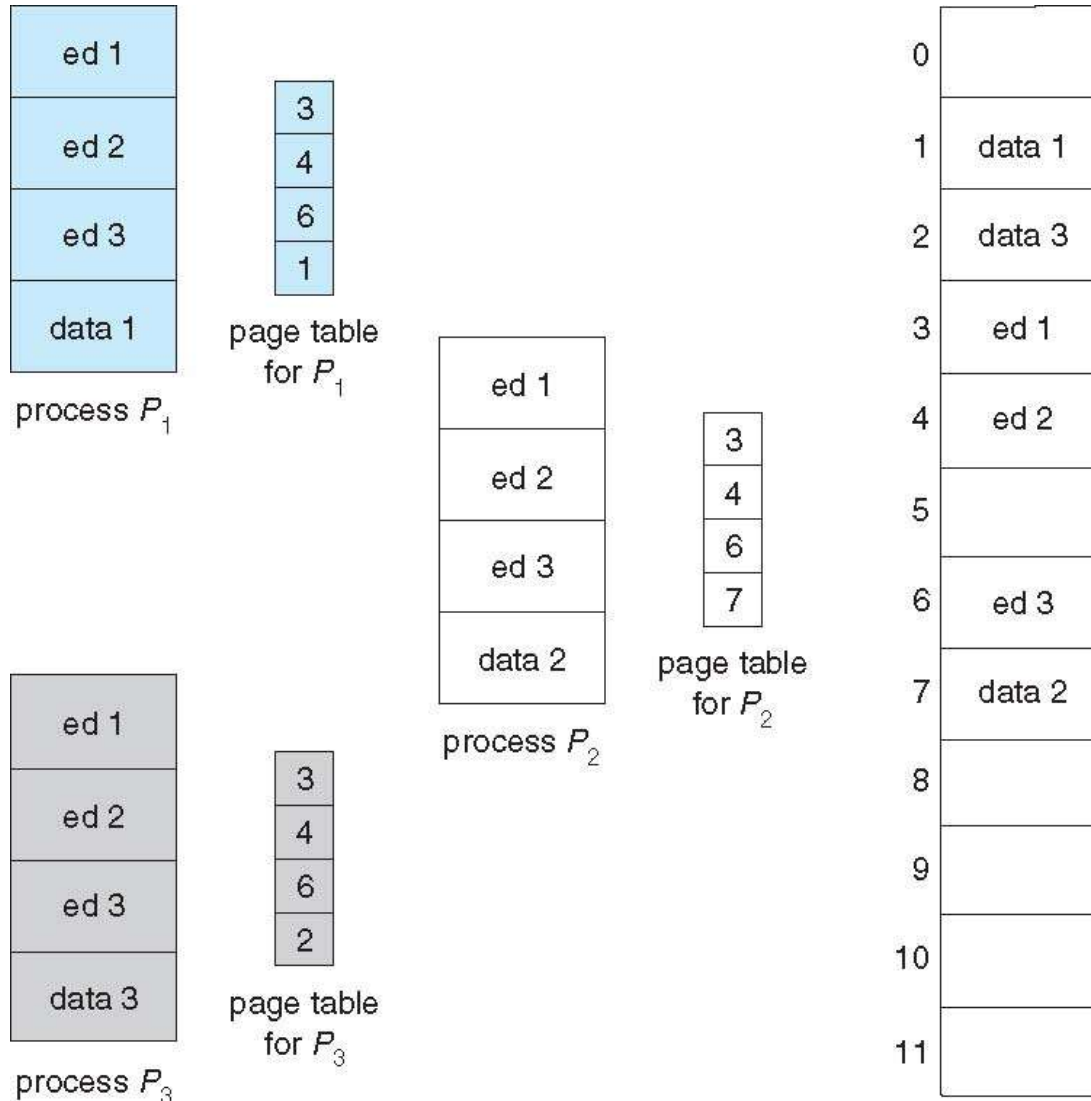 ed 1
ed 2
ed 3
data 1
process P1
3
4
6
1
page table
for P1
ed 1
ed 2
ed 3
data 2
process P2
3
4
6
7
page table
for P2
ed 1
ed 2
ed 3
data 3
process P3
3
4
6
2
page table
for P3
0
1 data 1
2 data 3
3 ed 1
4 ed 2
5
6 ed 3
7 data 2
8
9
10
11